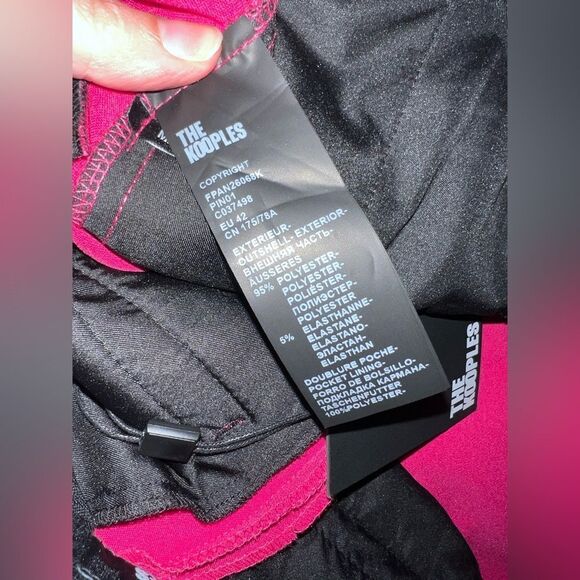 THE
KOOPLES
COPYRIGHT
FPAN26068K
PIN01
C037498
EU 42
CN 175/78A
EXTERIEUR-
OUTSHELL-EXTERIOR-
ВНЕШНЯЯ ЧАСТЬ-
ÄUSSERES
95% POLYESTER-
POLYESTER-
POLIÉSTER-
ПОЛИЭСТЕР-
POLYESTER
5% ELASTHANNE-
ELASTANE-
ELASTANO-
ЭЛАСТАН-
ELASTHAN
DOUBLURE POCHE-
POCKET LINING-
FORRO DE BOLSILLO-
ПОДКЛАДКА КАРМАНА-
TASCHENFUTTER
100%POLYESTER-
THE
KOOPLES